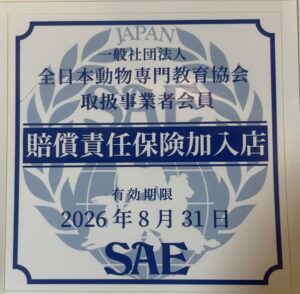 JAPAN
一般社団法人
全日本動物専門教育協会
取扱事業者会員
賠償責任保険加入店
有効期限
2026年8月31日
SAE